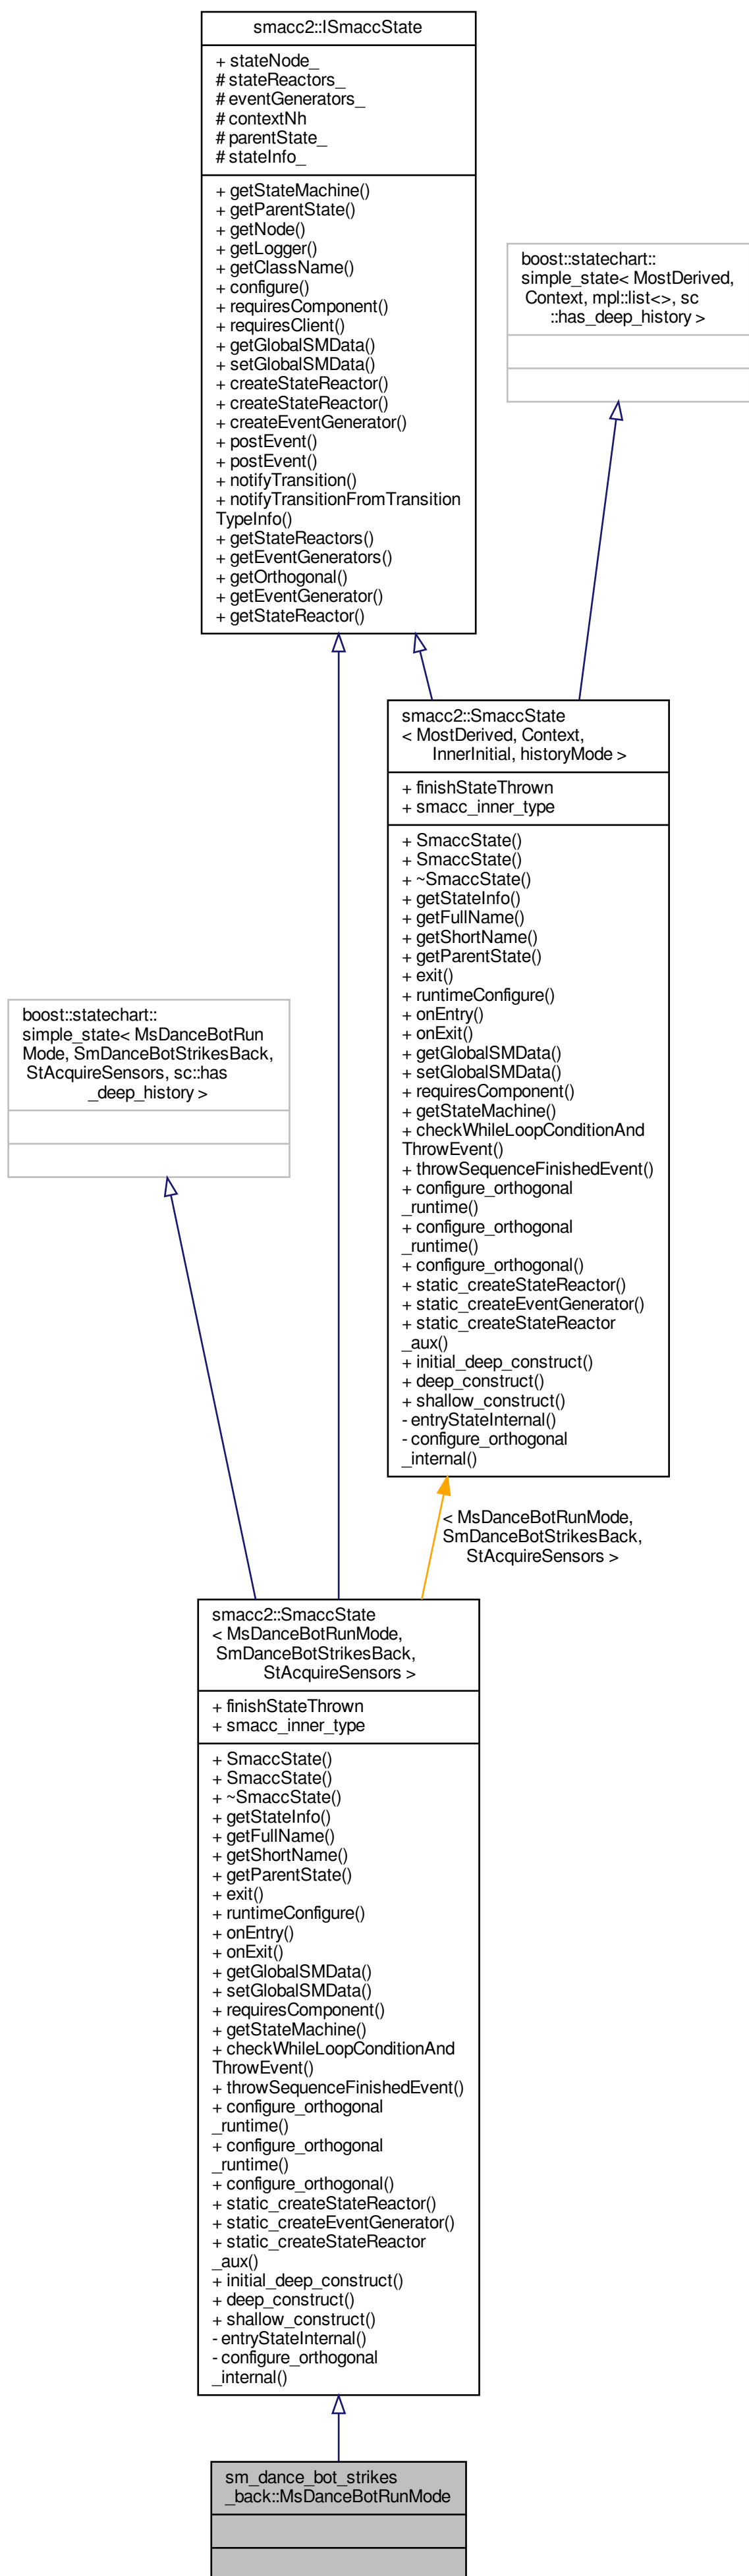 smacc2::ISmaccState
+ stateNode_
# stateReactors_
# eventGenerators_
# contextNh
# parentState_
# stateInfo_
+ getStateMachine()
+ getParentState()
+ getNode()
+ getLogger()
+ getClassName()
+ configure()
+ requiresComponent()
+ requiresClient()
+ getGlobalSMData()
+ setGlobalSMData()
+ createStateReactor()
+ createStateReactor()
+ createEventGenerator()
+ postEvent()
+ postEvent()
+ notifyTransition()
+ notifyTransitionFromTransition
TypeInfo()
+ getStateReactors()
+ getEventGenerators()
+ getOrthogonal()
+ getEventGenerator()
+ getStateReactor()
boost::statechart::
simple_state< MostDerived,
Context, mpl::list<>, sc
::has_deep_history >
smacc2::SmaccState
< MostDerived, Context,
InnerInitial, historyMode >
+ finishStateThrown
+ smacc_inner_type
+ SmaccState()
+ SmaccState()
+ ~SmaccState()
+ getStateInfo()
+ getFullName()
+ getShortName()
+ getParentState()
+ exit()
+ runtimeConfigure()
+ onEntry()
+ onExit()
+ getGlobalSMData()
+ setGlobalSMData()
+ requiresComponent()
+ getStateMachine()
+ checkWhileLoopConditionAnd
ThrowEvent()
+ throwSequenceFinishedEvent()
+ configure_orthogonal
_runtime()
+ configure_orthogonal
_runtime()
+ configure_orthogonal()
+ static_createStateReactor()
+ static_createEventGenerator()
+ static_createStateReactor
_aux()
+ initial_deep_construct()
+ deep_construct()
+ shallow_construct()
- entryStateInternal()
- configure_orthogonal
_internal()
boost::statechart::
simple_state< MsDanceBotRun
Mode, SmDanceBotStrikesBack,
StAcquireSensors, sc::has
_deep_history >
< MsDanceBotRunMode,
SmDanceBotStrikesBack,
StAcquireSensors >
smacc2::SmaccState
< MsDanceBotRunMode,
SmDanceBotStrikesBack,
StAcquireSensors >
+ finishStateThrown
+ smacc_inner_type
+ SmaccState()
+ SmaccState()
+ ~SmaccState()
+ getStateInfo()
+ getFullName()
+ getShortName()
+ getParentState()
+ exit()
+ runtimeConfigure()
+ onEntry()
+ onExit()
+ getGlobalSMData()
+ setGlobalSMData()
+ requiresComponent()
+ getStateMachine()
+ checkWhileLoopConditionAnd
ThrowEvent()
+ throwSequenceFinishedEvent()
+ configure_orthogonal
_runtime()
+ configure_orthogonal
_runtime()
+ configure_orthogonal()
+ static_createStateReactor()
+ static_createEventGenerator()
+ static_createStateReactor
_aux()
+ initial_deep_construct()
+ deep_construct()
+ shallow_construct()
- entryStateInternal()
- configure_orthogonal
_internal()
sm_dance_bot_strikes
_back::MsDanceBotRunMode